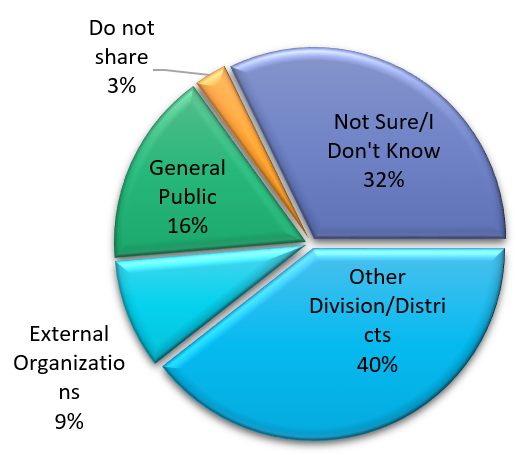 Do not
share
3%
Not Sure/I
Don't Know
32%
General
Public
16%
Other
Division/Distri
cts
40%
External
Organizatio
ns
9%